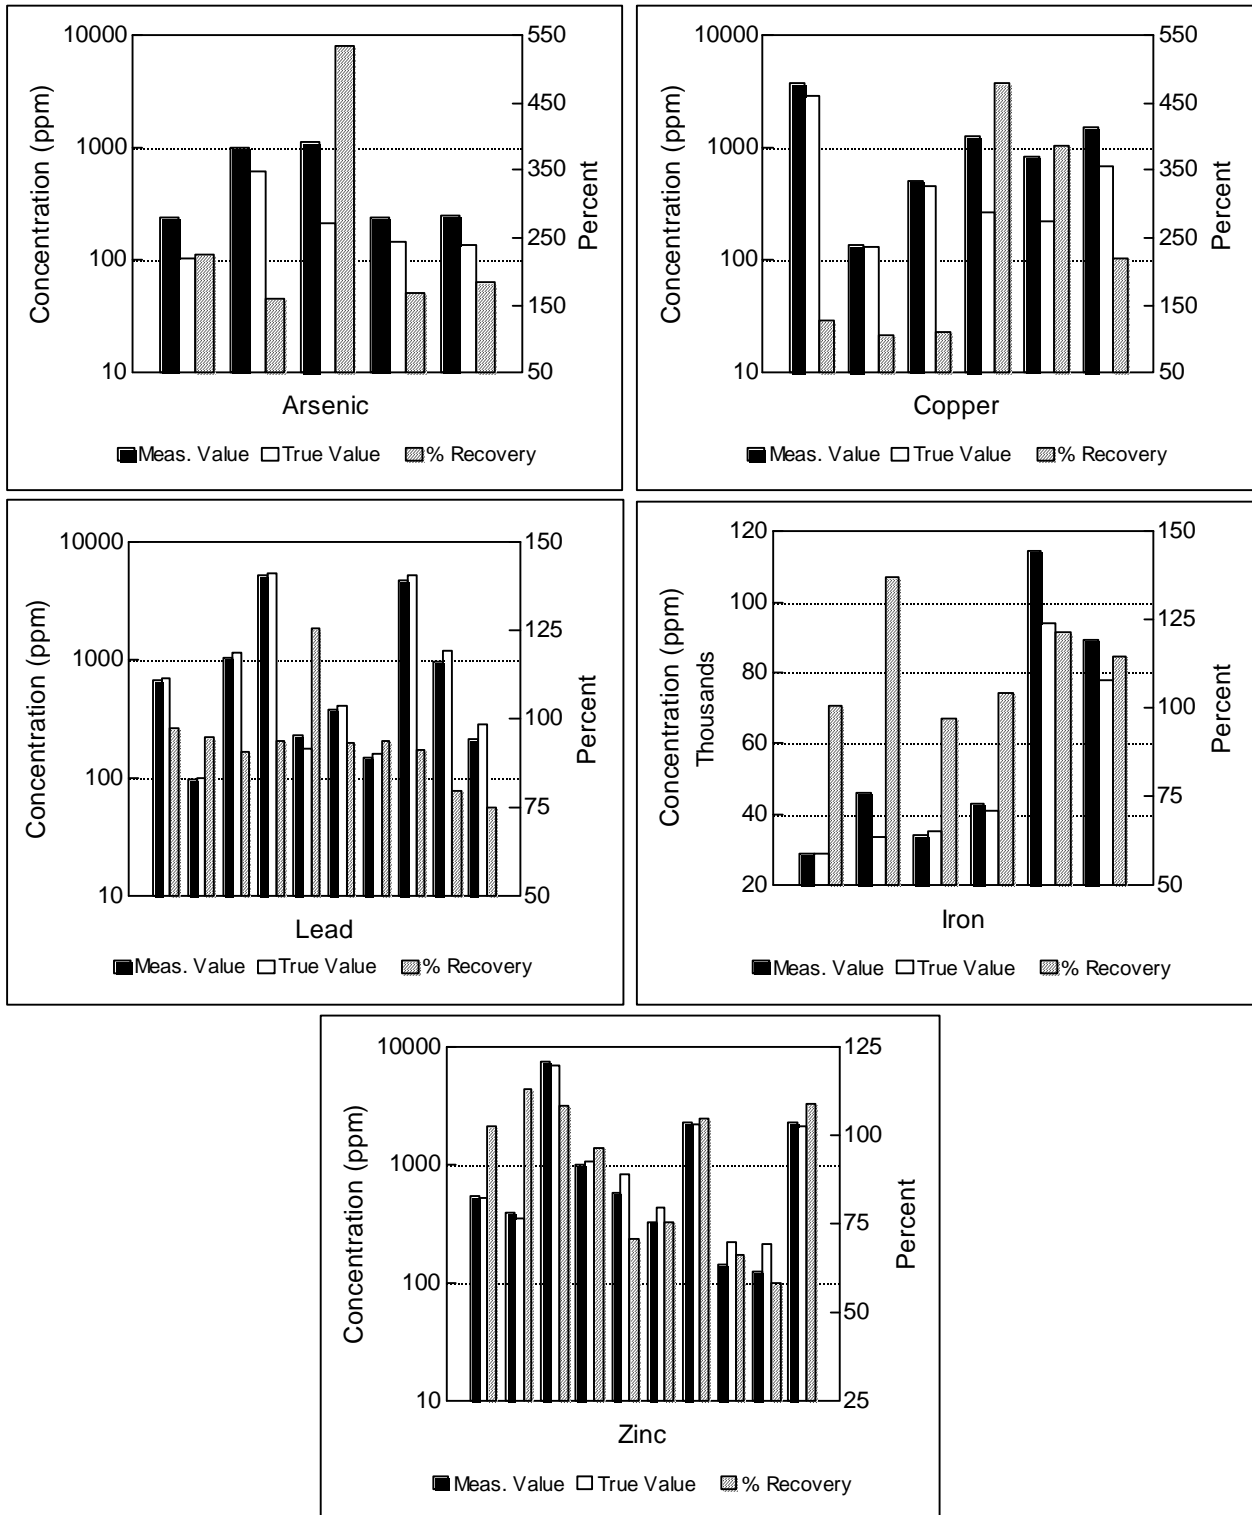 10000
1000
100
10
Concentration (ppm)
550
450
350
250
150
50
Percent
Arsenic
Meas. Value True Value % Recovery
10000
1000
100
10
Concentration (ppm)
550
450
350
250
150
50
Percent
Copper
Meas. Value True Value % Recovery
10000
1000
100
10
Concentration (ppm)
150
125
100
75
50
Percent
Lead
Meas. Value True Value % Recovery
120
100
80
60
40
20
Concentration (ppm)
Thousands
150
125
100
75
50
Percent
Iron
Meas. Value True Value % Recovery
10000
1000
100
10
Concentration (ppm)
125
100
75
50
25
Percent
Zinc
Meas. Value True Value % Recovery